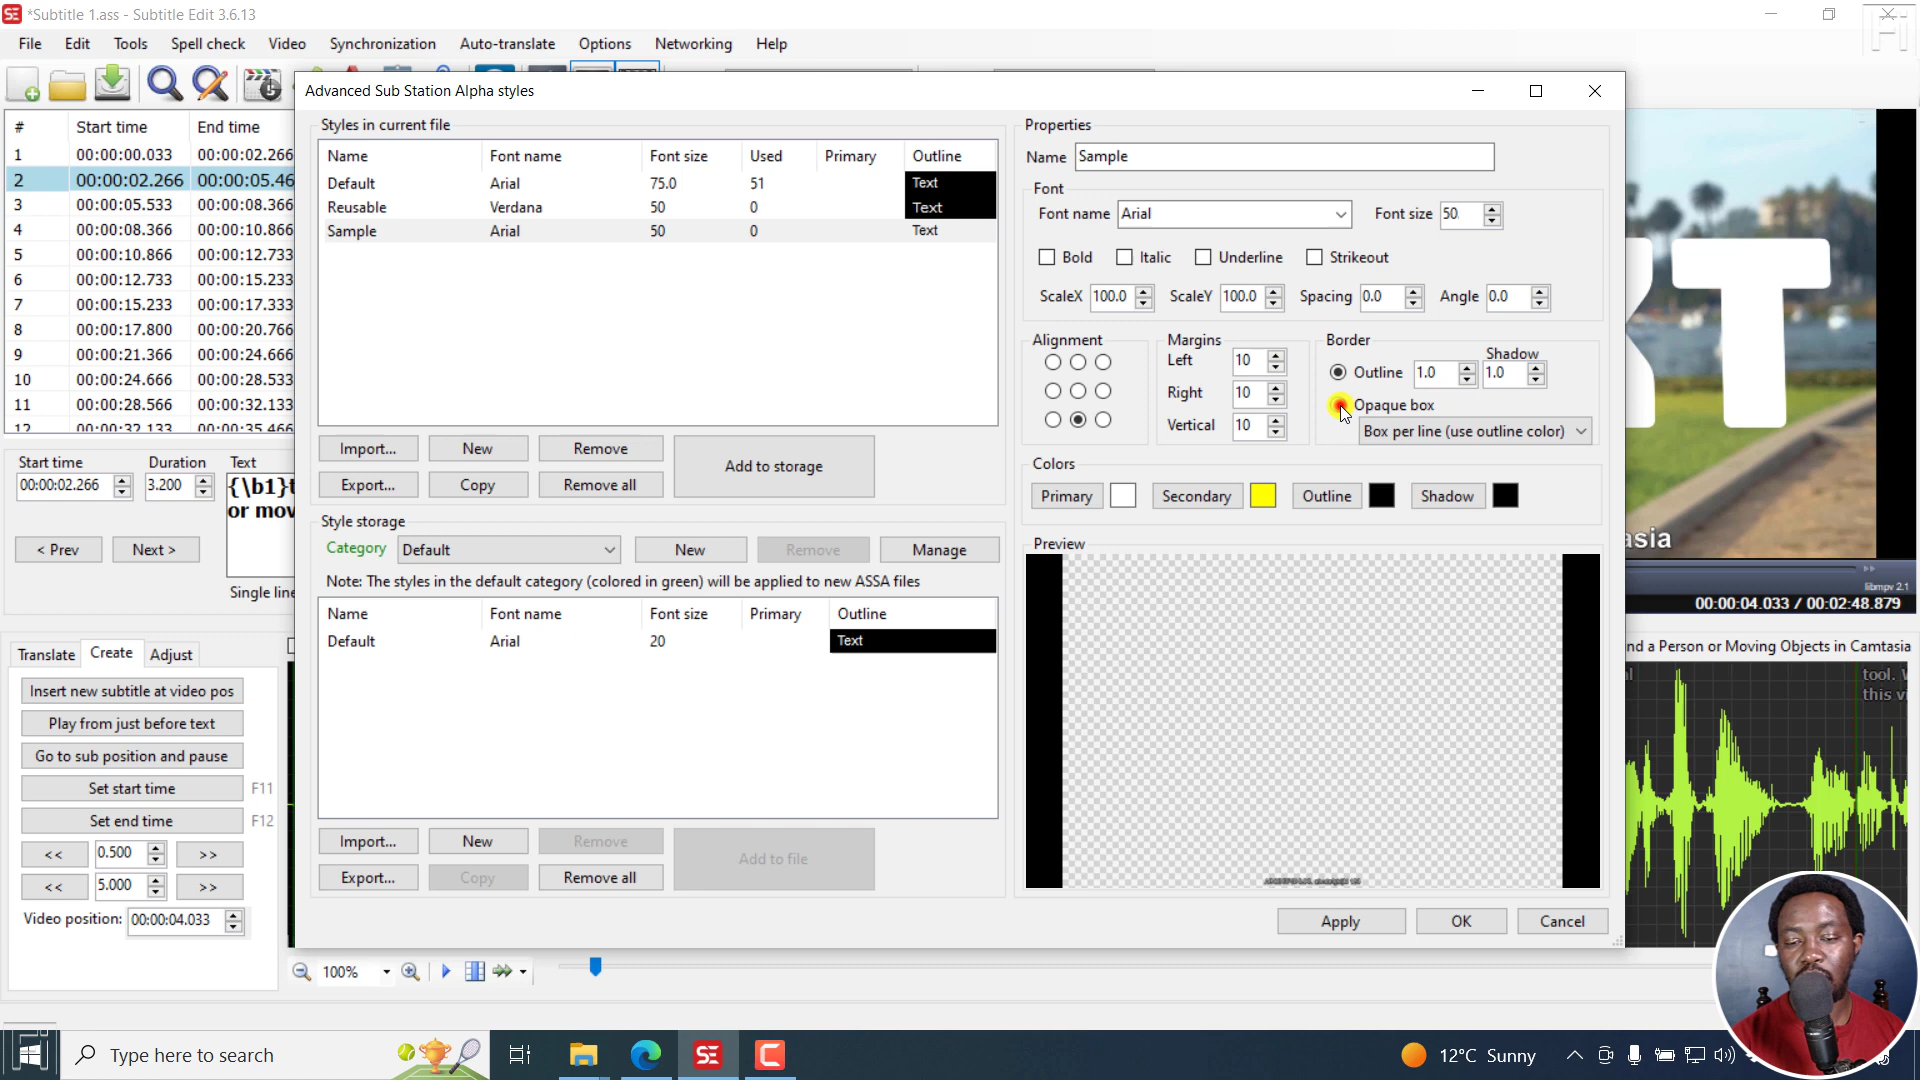 *Subtitle 1.ass - Subtitle Edit 3.6.13
File Edit Tools Spell check Video Synchronization Auto-translate Options Networking Help
Advanced Sub Station Alpha styles
# Start time End time
1 00:00:00.033 00:00:02.266
2 00:00:02.266 00:00:05.46
3 00:00:05.533 00:00:08.366
4 00:00:08.366 00:00:10.866
5 00:00:10.866 00:00:12.733
6 00:00:12.733 00:00:15.233
7 00:00:15.233 00:00:17.333
8 00:00:17.800 00:00:20.766
9 00:00:21.366 00:00:24.666
10 00:00:24.666 00:00:28.533
11 00:00:28.566 00:00:32.133
12 00:00:32.133 00:00:35.466
Start time Duration Text
00:00:02.266 3.200 {\b1}t
or mov
< Prev Next >
Single line
Translate Create Adjust
Insert new subtitle at video pos
Play from just before text
Go to sub position and pause
Set start time F11
Set end time F12
<< 0.500 >>
<< 5.000 >>
Video position: 00:00:04.033
Styles in current file
Name Font name Font size Used Primary Outline
Default Arial 75.0 51 Text
Reusable Verdana 50 0 Text
Sample Arial 50 0 Text
Import... New Remove Add to storage
Export... Copy Remove all
Style storage
Category Default New Remove Manage
Note: The styles in the default category (colored in green) will be applied to new ASSA files
Name Font name Font size Primary Outline
Default Arial 20 Text
Import... New Remove Add to file
Export... Copy Remove all
Properties
Name Sample
Font
Font name Arial Font size 50
Bold Italic Underline Strikeout
ScaleX 100.0 ScaleY 100.0 Spacing 0.0 Angle 0.0
Alignment Margins Border
Left 10 Outline 1.0 Shadow 1.0
Right 10 Opaque box
Vertical 10 Box per line (use outline color)
Colors
Primary Secondary Outline Shadow
Preview
Apply OK Cancel
100%
T
asia
libmpv 2.1
00:00:04.033 / 00:02:48.879
nd a Person or Moving Objects in Camtasia
tool.
this vi
Type here to search
12°C Sunny